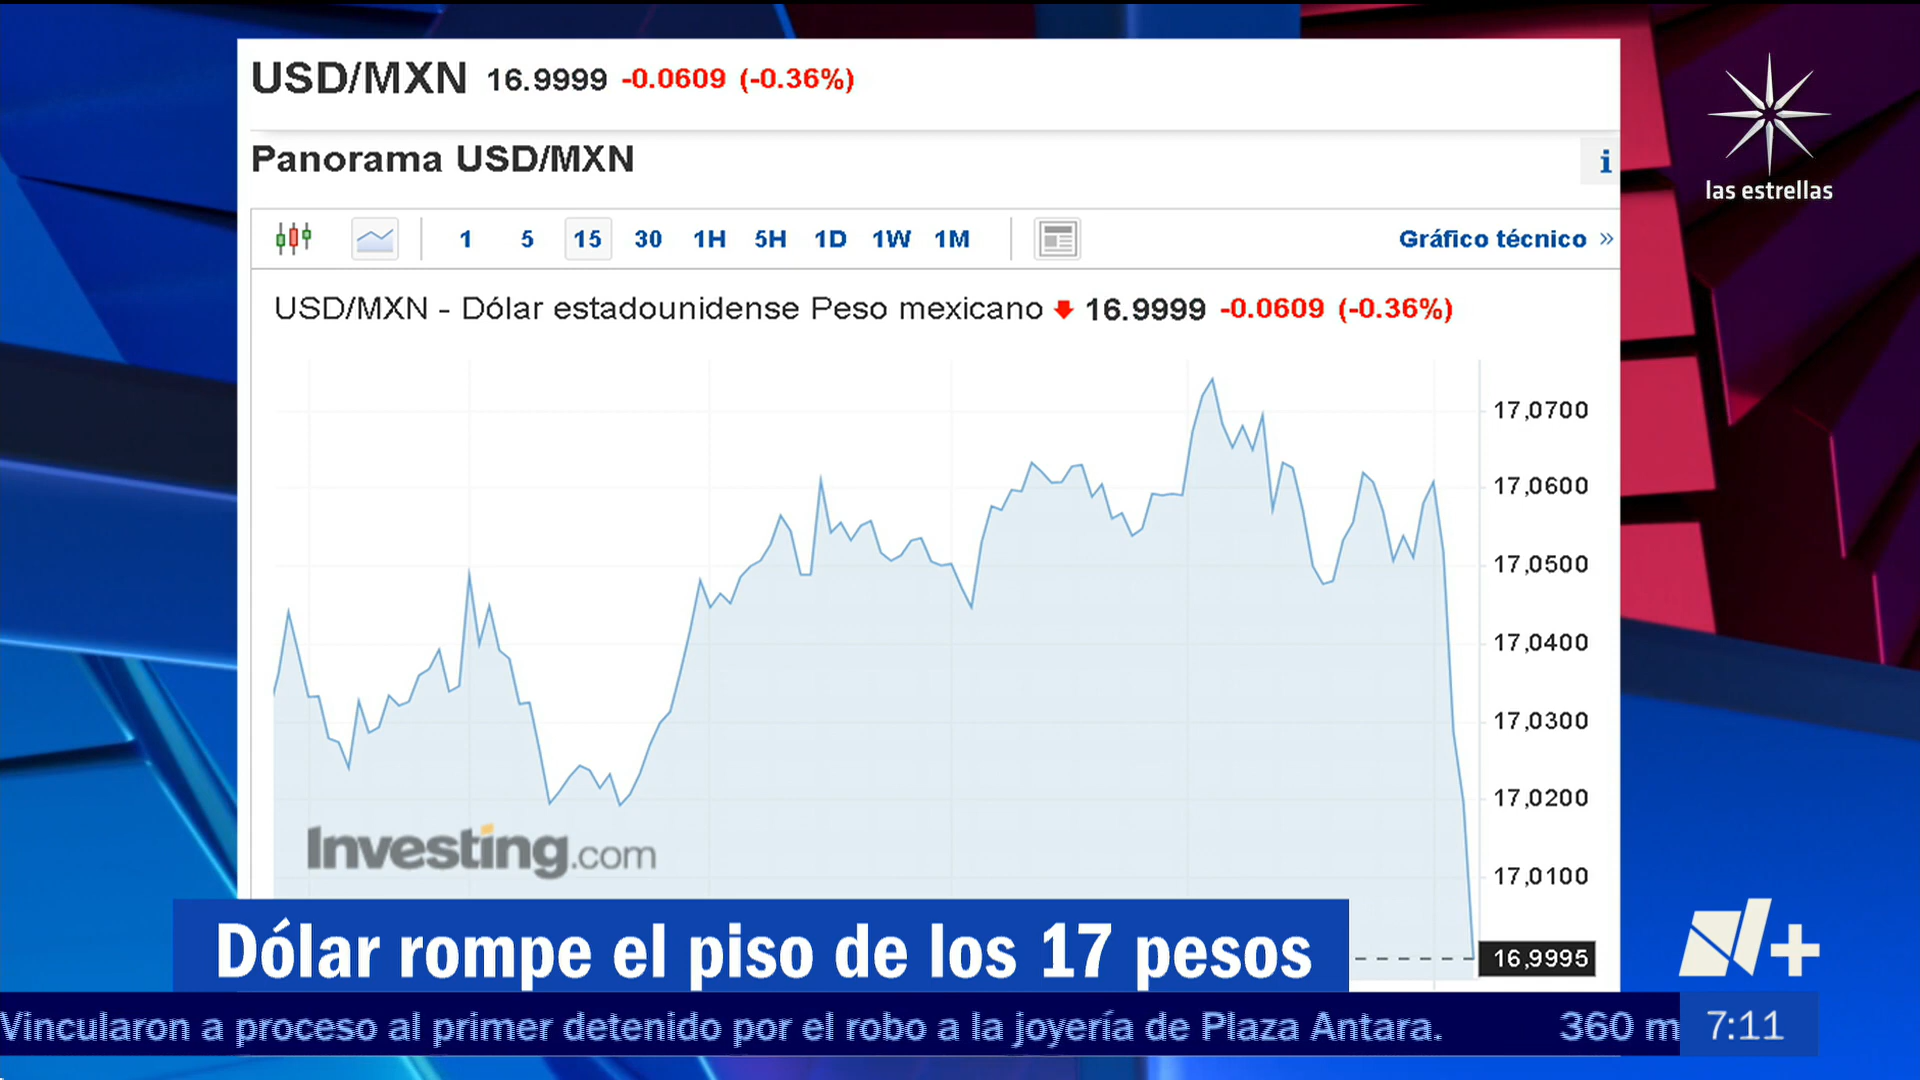 USD/MXN 16.9999 -0.0609 (-0.36%)
las estrellas
Panorama USD/MXN
i
1 5 15 30 1H 5H 1D 1W 1M Gráfico técnico »
USD/MXN - Dólar estadounidense Peso mexicano 16.9999 -0.0609 (-0.36%)
17,0700
17,0600
17,0500
17,0400
17,0300
17,0200
17,0100
16,9995
Investing.com
Dólar rompe el piso de los 17 pesos
N+
Vincularon a proceso al primer detenido por el robo a la joyería de Plaza Antara. 360 m
7:11